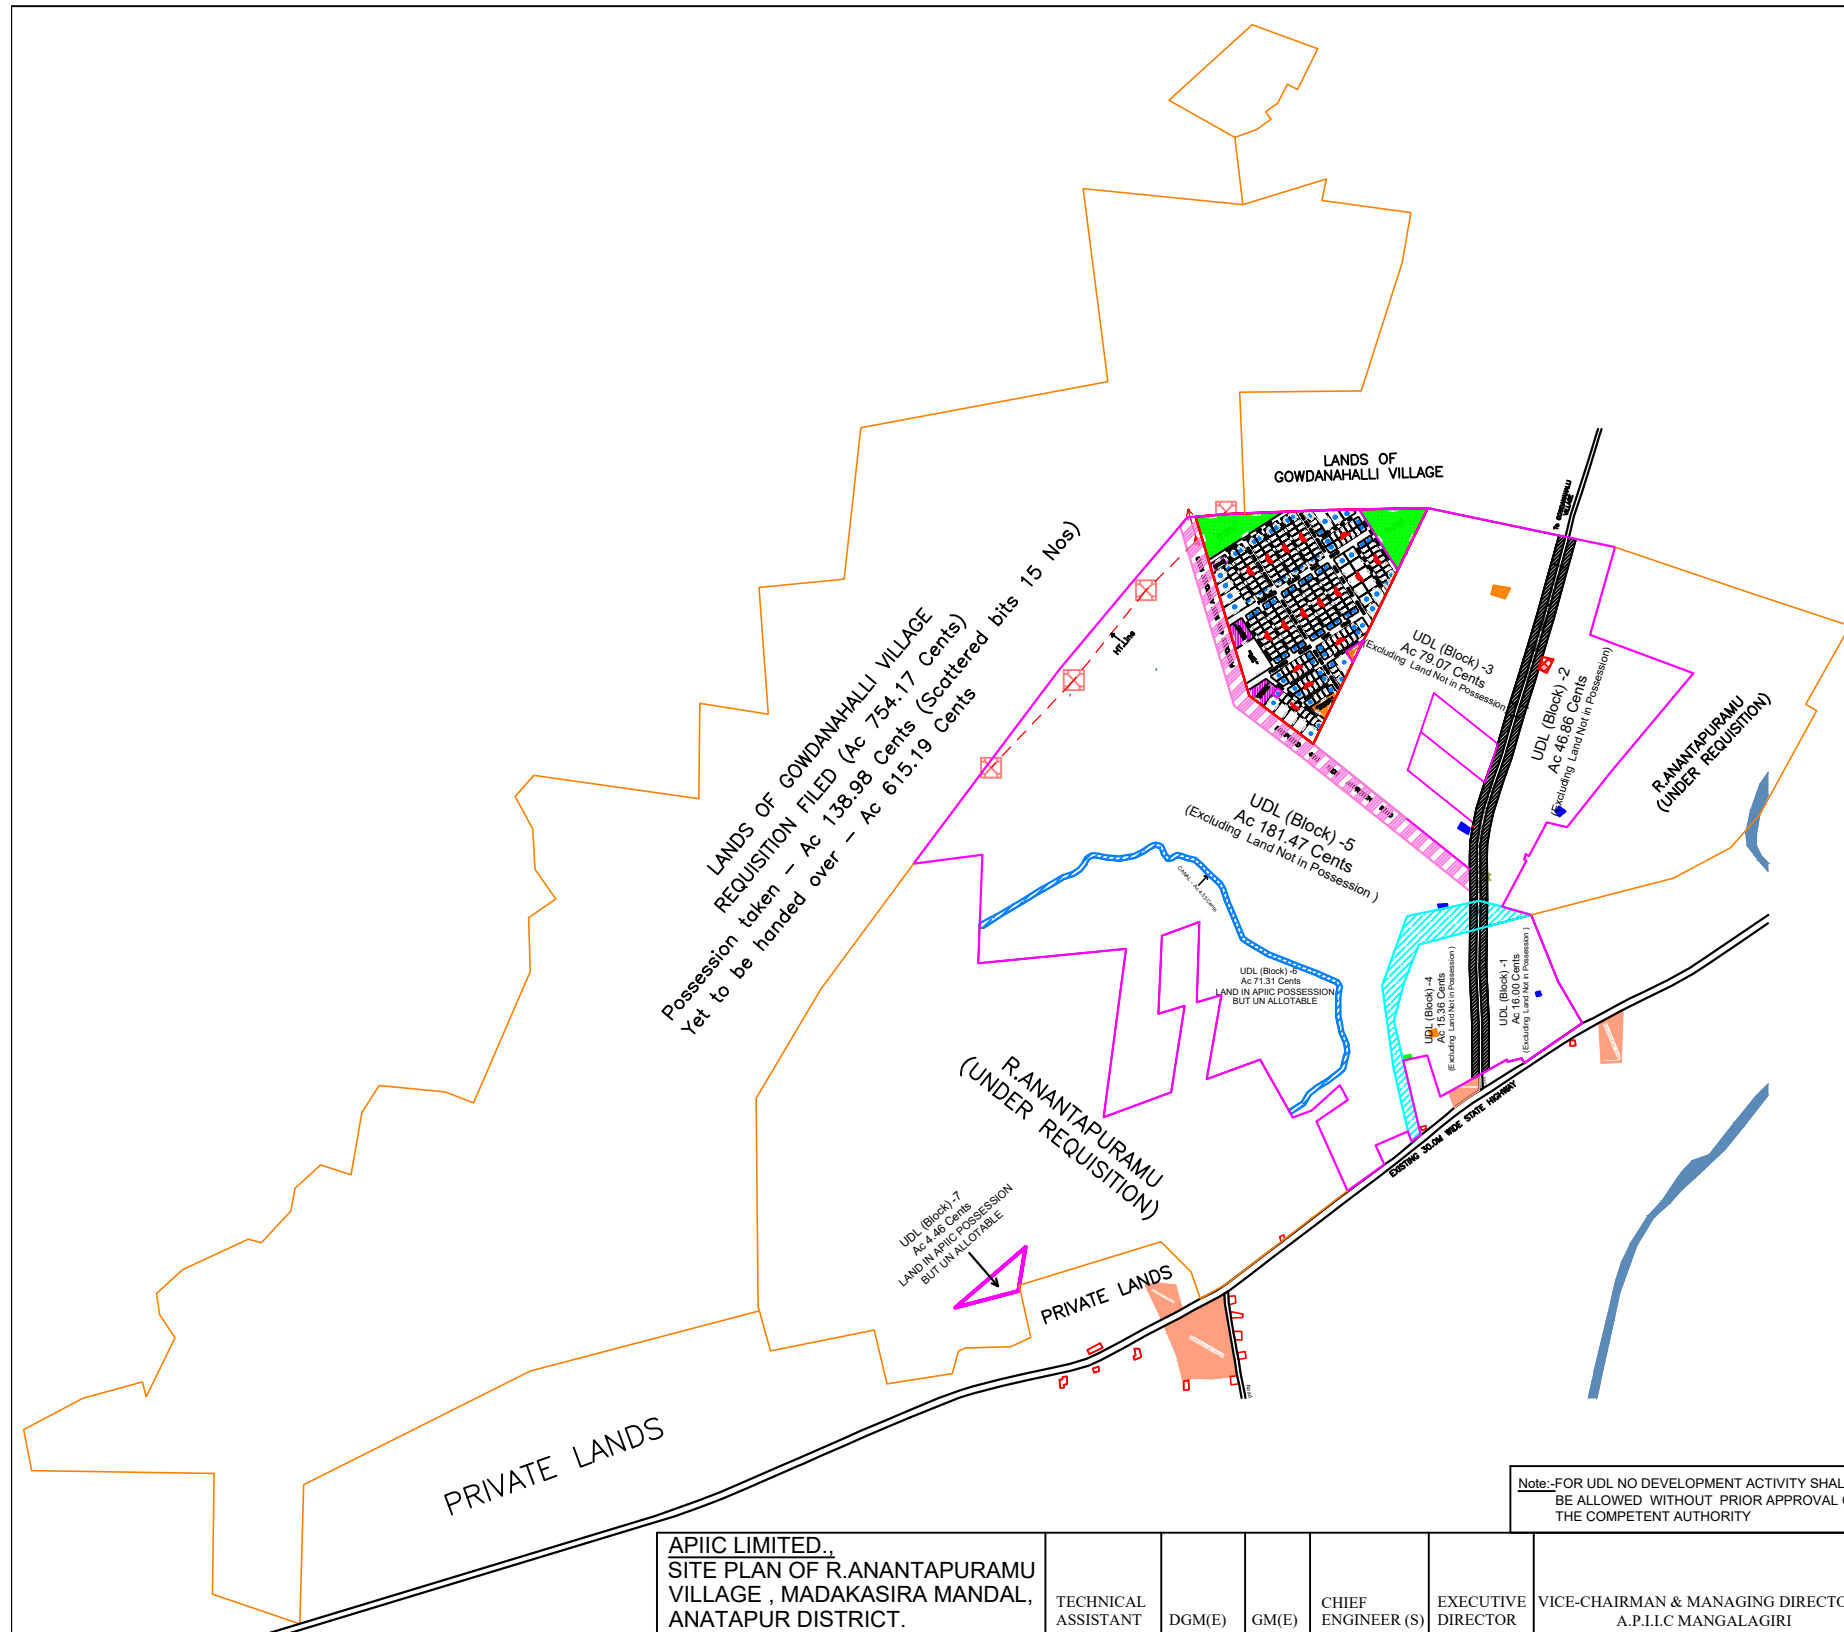 LANDS OF
GOWDANAHALLI VILLAGE
LANDS OF GOWDANAHALLI VILLAGE
REQUISITION FILED (Ac 754.17 Cents)
Possession taken - Ac 138.98 Cents (Scattered bits 15 Nos)
Yet to be handed over - Ac 615.19 Cents
HT.Line
UDL (Block) -3
Ac 79.07 Cents
(Excluding Land Not in Possession
UDL (Block) -2
Ac 46.86 Cents
(Excluding Land Not in Possession)
R.ANANTAPURAMU
(UNDER REQUISITION)
UDL (Block) -5
Ac 181.47 Cents
(Excluding Land Not in Possession )
UDL (Block) -6
Ac 71.31 Cents
LAND IN APIIC POSSESSION
BUT UN ALLOTABLE
UDL (Block) -4
Ac 15.36 Cents
(Excluding Land Not in Possession )
UDL (Block) -1
Ac 16.00 Cents
(Excluding Land Not in Possession )
EXISTING 30.0M WIDE STATE HIGHWAY
R.ANANTAPURAMU
(UNDER REQUISITION)
UDL (Block) -7
Ac 4.46 Cents
LAND IN APIIC POSSESSION
BUT UN ALLOTABLE
PRIVATE LANDS
Road
PRIVATE LANDS
Note:-FOR UDL NO DEVELOPMENT ACTIVITY SHAL
BE ALLOWED WITHOUT PRIOR APPROVAL
THE COMPETENT AUTHORITY
APIIC LIMITED.,
SITE PLAN OF R.ANANTAPURAMU
VILLAGE , MADAKASIRA MANDAL,
ANATAPUR DISTRICT.
TECHNICAL
ASSISTANT
DGM(E)
GM(E)
CHIEF
ENGINEER (S)
EXECUTIVE
DIRECTOR
VICE-CHAIRMAN & MANAGING DIRECTO
A.P.I.I.C MANGALAGIRI